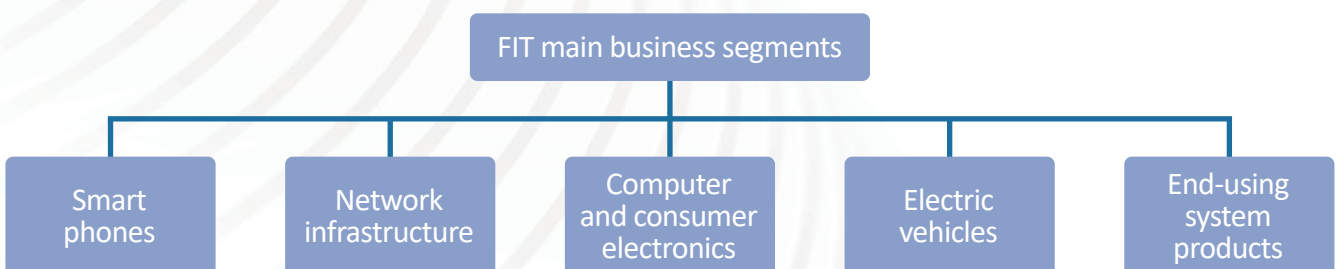 FIT main business segments
Smart
phones
Network
infrastructure
Computer
and consumer
electronics
Electric
vehicles
End-using
system
products